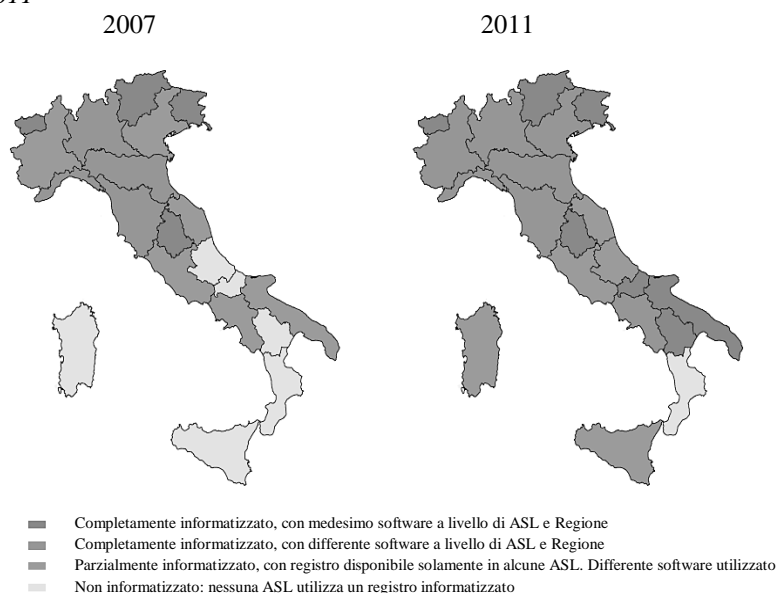 2007 2011
Completamente informatizzato, con medesimo software a livello di ASL e Regione
Completamente informatizzato, con differente software a livello di ASL e Regione
Parzialmente informatizzato, con registro disponibile solamente in alcune ASL. Differente software utilizzato
Non informatizzato: nessuna ASL utilizza un registro informatizzato